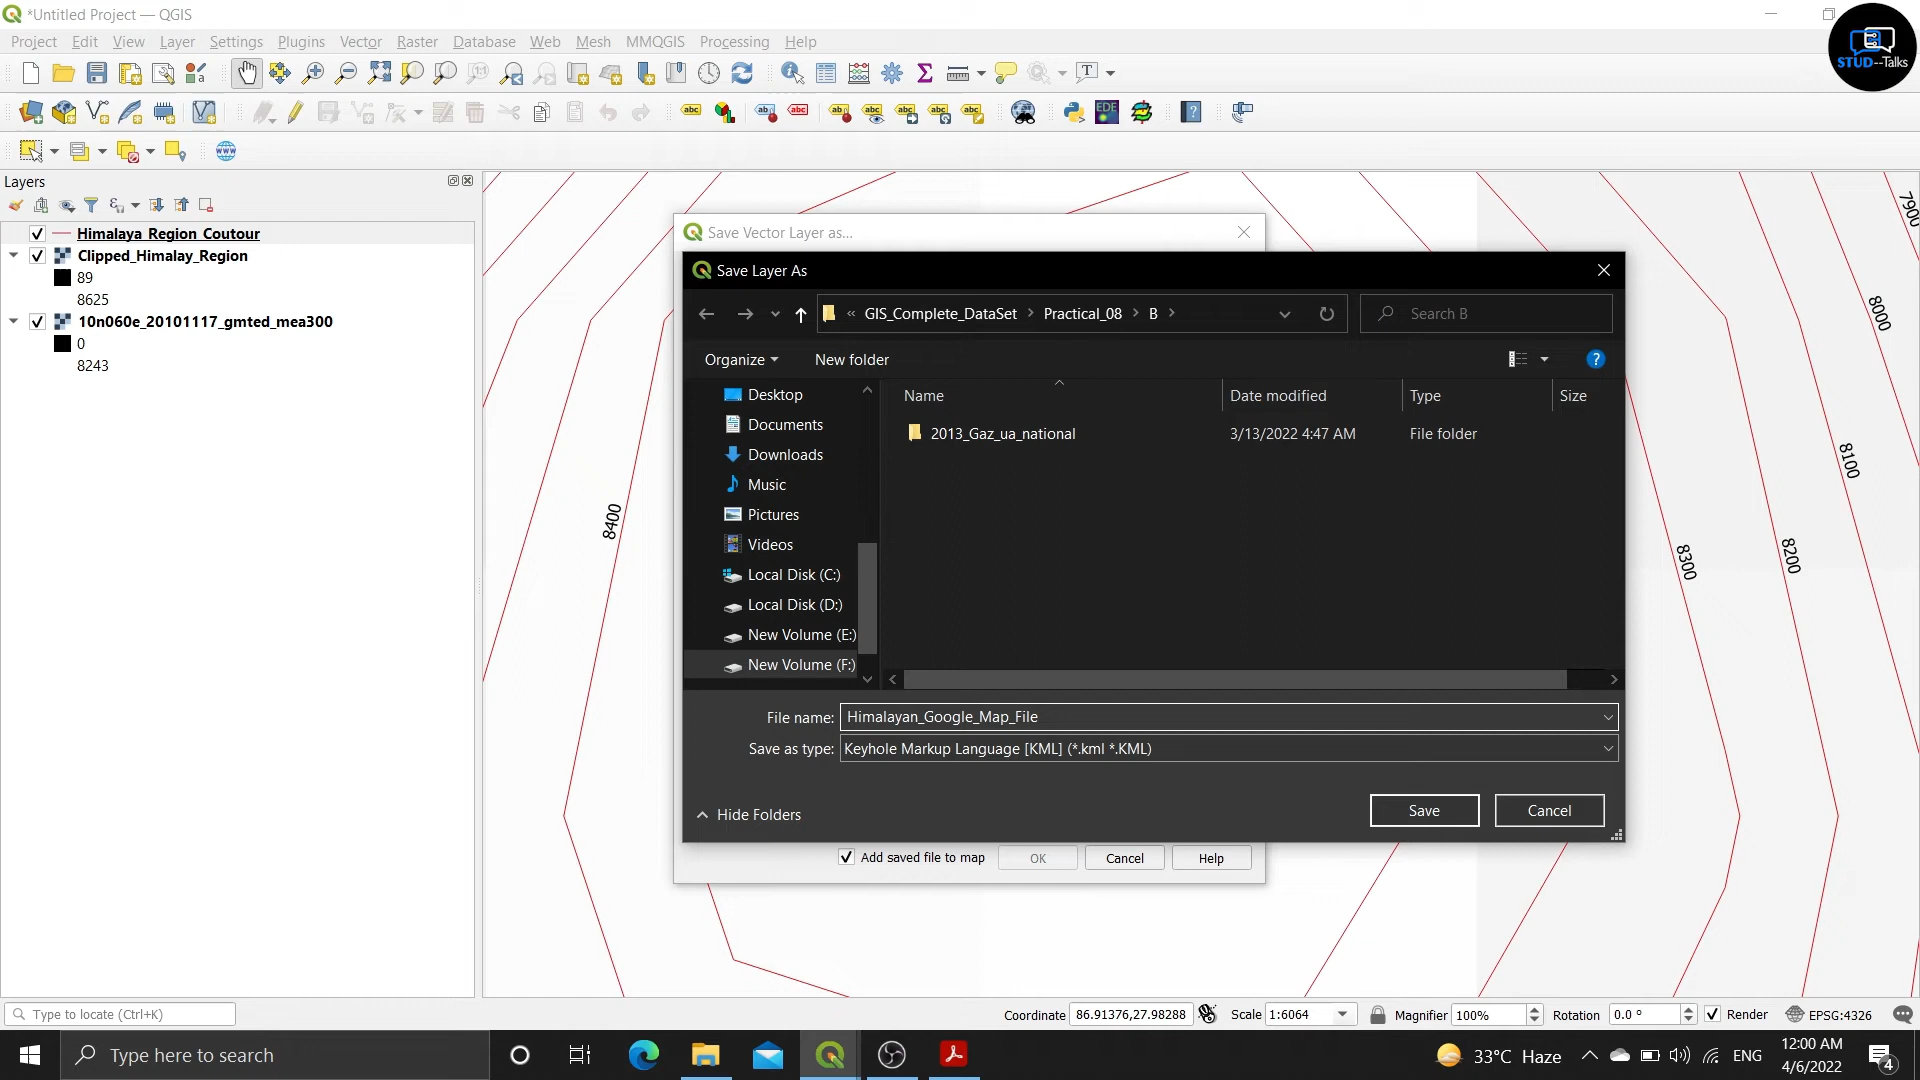 *Untitled Project — QGIS
Project Edit View Layer Settings Plugins Vector Raster Database Web Mesh MMQGIS Processing Help
STUD--Talks
Layers
Himalaya_Region_Coutour
Clipped_Himalay_Region
89
8625
10n060e_20101117_gmted_mea300
0
8243
7900
8000
8100
8200
8300
8400
Save Vector Layer as...
Save Layer As
« GIS_Complete_DataSet > Practical_08 > B >
Search B
Organize
New folder
Desktop
Documents
Downloads
Music
Pictures
Videos
Local Disk (C:)
Local Disk (D:)
New Volume (E:)
New Volume (F:)
Name Date modified Type Size
2013_Gaz_ua_national 3/13/2022 4:47 AM File folder
File name: Himalayan_Google_Map_File
Save as type: Keyhole Markup Language [KML] (*.kml *.KML)
Hide Folders
Save Cancel
Add saved file to map OK Cancel Help
Type to locate (Ctrl+K)
Coordinate 86.91376,27.98288 Scale 1:6064 Magnifier 100% Rotation 0.0 ° Render EPSG:4326
Type here to search
33°C Haze ENG
12:00 AM
4/6/2022
4